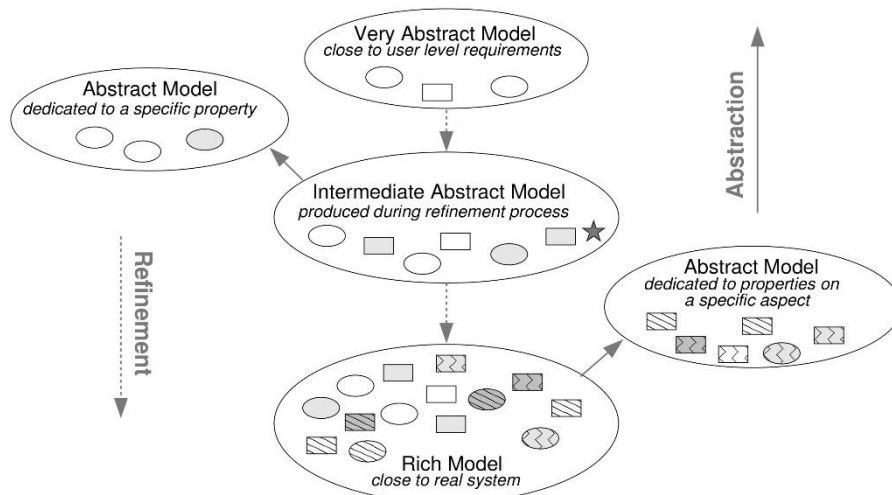 Very Abstract Model
close to user level requirements
Abstract Model
dedicated to a specific property
Abstraction
Intermediate Abstract Model
produced during refinement process
Refinement
Abstract Model
dedicated to properties on
a specific aspect
Rich Model
close to real system